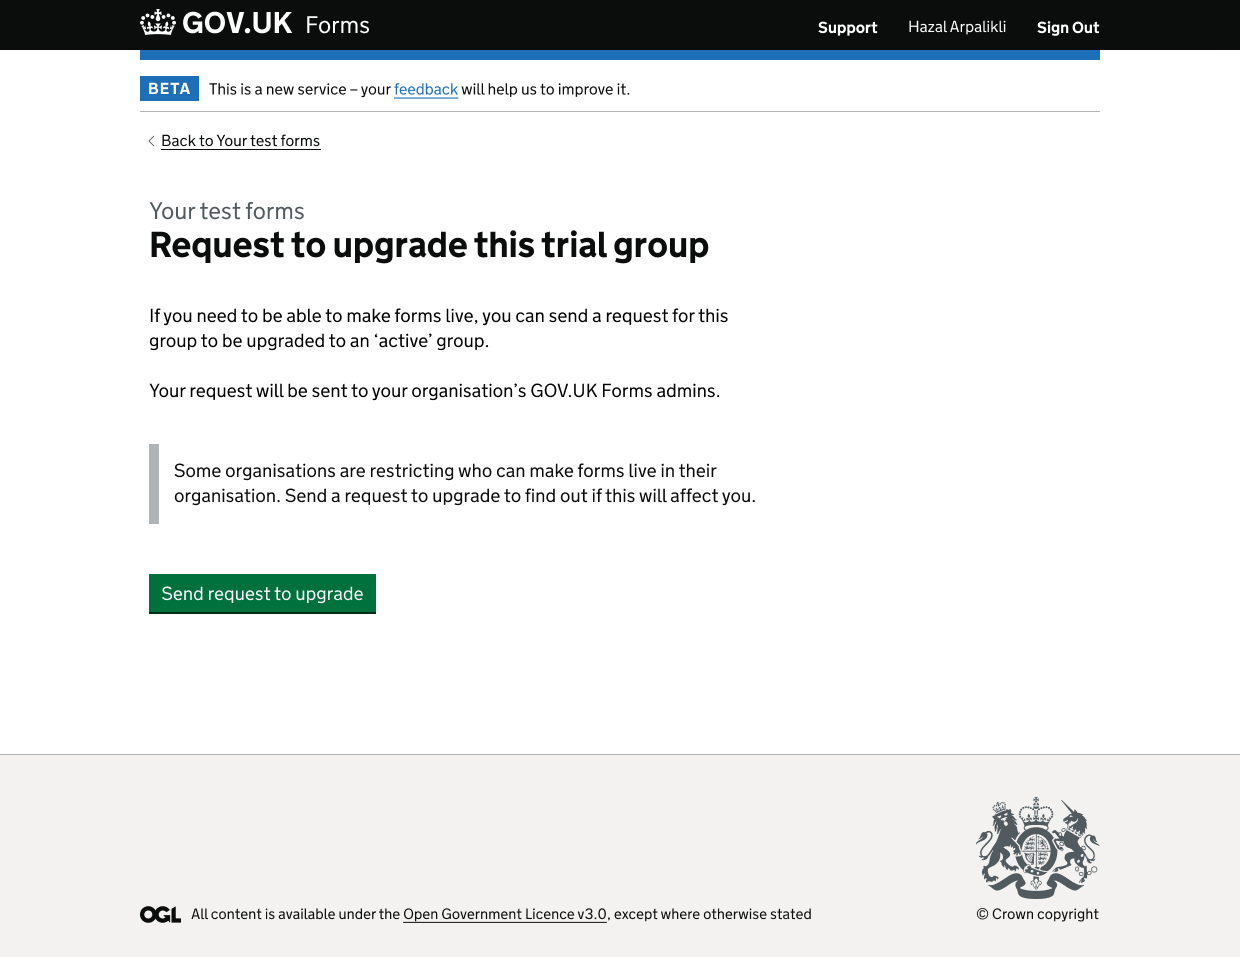 GOV.UK Forms
Support Hazal Arpalikli Sign Out
BETA This is a new service – your feedback will help us to improve it.
Back to Your test forms
Your test forms
Request to upgrade this trial group
If you need to be able to make forms live, you can send a request for this
group to be upgraded to an ‘active’ group.
Your request will be sent to your organisation’s GOV.UK Forms admins.
Some organisations are restricting who can make forms live in their
organisation. Send a request to upgrade to find out if this will affect you.
Send request to upgrade
OGL All content is available under the Open Government Licence v3.0, except where otherwise stated
© Crown copyright